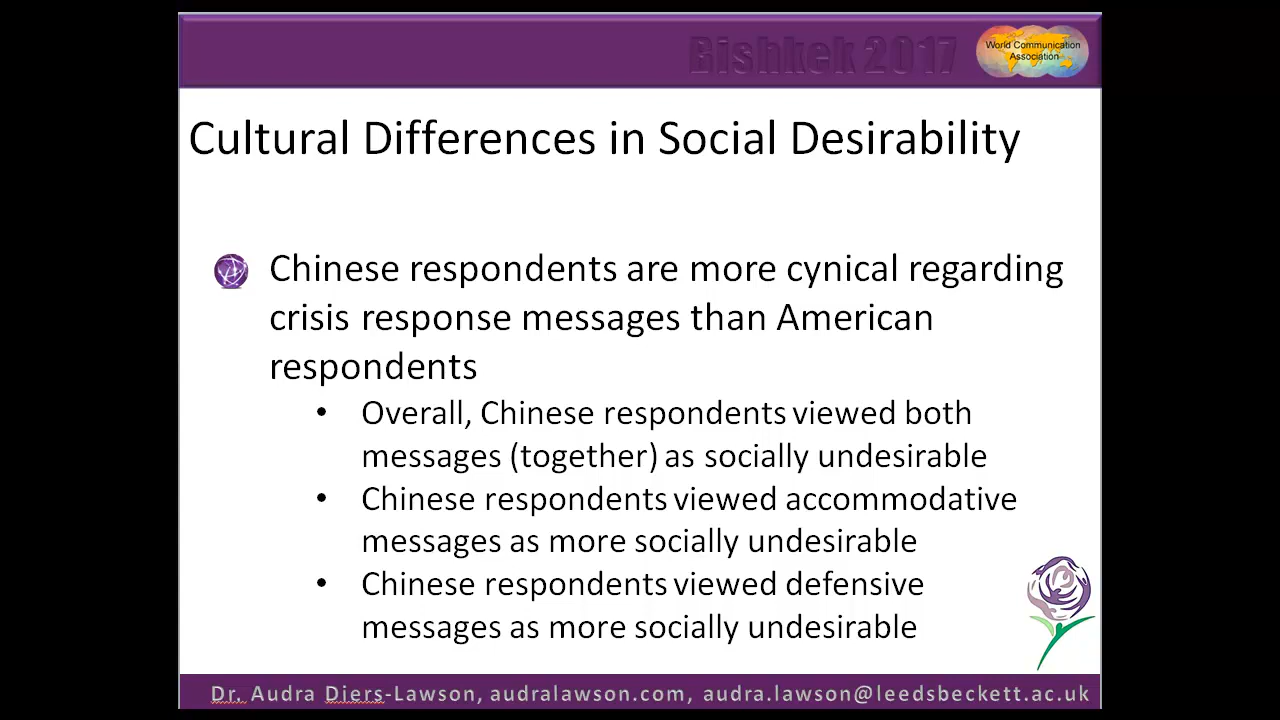 Bishkek 2017
World Communication
Association
Cultural Differences in Social Desirability
Chinese respondents are more cynical regarding
crisis response messages than American
respondents
• Overall, Chinese respondents viewed both
messages (together) as socially undesirable
• Chinese respondents viewed accommodative
messages as more socially undesirable
• Chinese respondents viewed defensive
messages as more socially undesirable
Dr. Audra Diers-Lawson, audralawson.com, audra.lawson@leedsbeckett.ac.uk